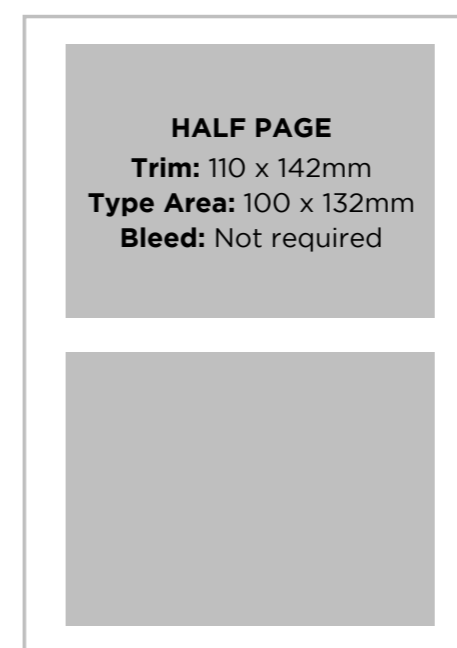 HALF PAGE
Trim: 110 x 142mm
Type Area: 100 x 132mm
Bleed: Not required